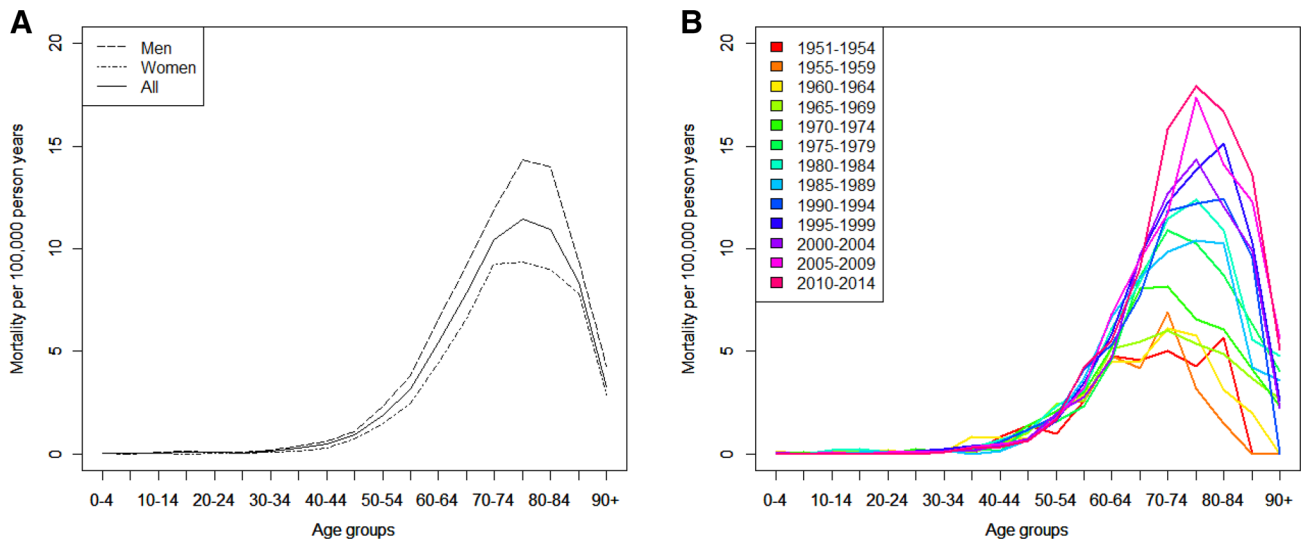 A
Men
Women
All
20
15
10
5
0
Mortality per 100,000 person years
0-4 10-14 20-24 30-34 40-44 50-54 60-64 70-74 80-84 90+
Age groups
B
1951-1954
1955-1959
1960-1964
1965-1969
1970-1974
1975-1979
1980-1984
1985-1989
1990-1994
1995-1999
2000-2004
2005-2009
2010-2014
20
15
10
5
0
Mortality per 100,000 person years
0-4 10-14 20-24 30-34 40-44 50-54 60-64 70-74 80-84 90+
Age groups